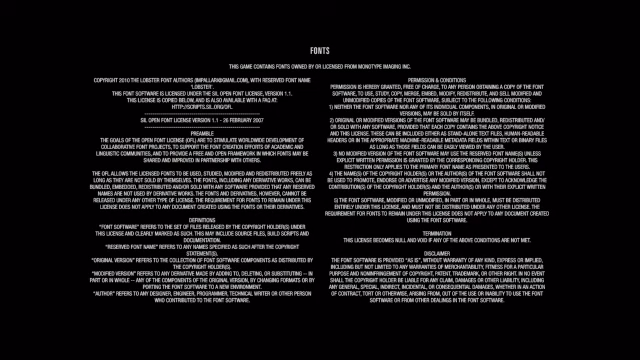 FONTS
THIS GAME CONTAINS FONTS OWNED BY OR LICENSED FROM MONOTYPE IMAGING INC.
COPYRIGHT 2010 THE LOBSTER FONT AUTHORS (IMPALLARI@GMAIL.COM), WITH RESERVED FONT NAME
'LOBSTER'.
THIS FONT SOFTWARE IS LICENSED UNDER THE SIL OPEN FONT LICENSE, VERSION 1.1.
THIS LICENSE IS COPIED BELOW, AND IS ALSO AVAILABLE WITH A FAQ AT:
HTTP://SCRIPTS.SIL.ORG/OFL
-----------------------------------------------------------
SIL OPEN FONT LICENSE VERSION 1.1 - 26 FEBRUARY 2007
-----------------------------------------------------------
PREAMBLE
THE GOALS OF THE OPEN FONT LICENSE (OFL) ARE TO STIMULATE WORLDWIDE DEVELOPMENT OF
COLLABORATIVE FONT PROJECTS, TO SUPPORT THE FONT CREATION EFFORTS OF ACADEMIC AND
LINGUISTIC COMMUNITIES, AND TO PROVIDE A FREE AND OPEN FRAMEWORK IN WHICH FONTS MAY BE
SHARED AND IMPROVED IN PARTNERSHIP WITH OTHERS.
THE OFL ALLOWS THE LICENSED FONTS TO BE USED, STUDIED, MODIFIED AND REDISTRIBUTED FREELY AS
LONG AS THEY ARE NOT SOLD BY THEMSELVES. THE FONTS, INCLUDING ANY DERIVATIVE WORKS, CAN BE
BUNDLED, EMBEDDED, REDISTRIBUTED AND/OR SOLD WITH ANY SOFTWARE PROVIDED THAT ANY RESERVED
NAMES ARE NOT USED BY DERIVATIVE WORKS. THE FONTS AND DERIVATIVES, HOWEVER, CANNOT BE
RELEASED UNDER ANY OTHER TYPE OF LICENSE. THE REQUIREMENT FOR FONTS TO REMAIN UNDER THIS
LICENSE DOES NOT APPLY TO ANY DOCUMENT CREATED USING THE FONTS OR THEIR DERIVATIVES.
DEFINITIONS
"FONT SOFTWARE" REFERS TO THE SET OF FILES RELEASED BY THE COPYRIGHT HOLDER(S) UNDER
THIS LICENSE AND CLEARLY MARKED AS SUCH. THIS MAY INCLUDE SOURCE FILES, BUILD SCRIPTS AND
DOCUMENTATION.
"RESERVED FONT NAME" REFERS TO ANY NAMES SPECIFIED AS SUCH AFTER THE COPYRIGHT
STATEMENT(S).
"ORIGINAL VERSION" REFERS TO THE COLLECTION OF FONT SOFTWARE COMPONENTS AS DISTRIBUTED BY
THE COPYRIGHT HOLDER(S).
"MODIFIED VERSION" REFERS TO ANY DERIVATIVE MADE BY ADDING TO, DELETING, OR SUBSTITUTING -- IN
PART OR IN WHOLE -- ANY OF THE COMPONENTS OF THE ORIGINAL VERSION, BY CHANGING FORMATS OR BY
PORTING THE FONT SOFTWARE TO A NEW ENVIRONMENT.
"AUTHOR" REFERS TO ANY DESIGNER, ENGINEER, PROGRAMMER, TECHNICAL WRITER OR OTHER PERSON
WHO CONTRIBUTED TO THE FONT SOFTWARE.
PERMISSION & CONDITIONS
PERMISSION IS HEREBY GRANTED, FREE OF CHARGE, TO ANY PERSON OBTAINING A COPY OF THE FONT
SOFTWARE, TO USE, STUDY, COPY, MERGE, EMBED, MODIFY, REDISTRIBUTE, AND SELL MODIFIED AND
UNMODIFIED COPIES OF THE FONT SOFTWARE, SUBJECT TO THE FOLLOWING CONDITIONS:
1) NEITHER THE FONT SOFTWARE NOR ANY OF ITS INDIVIDUAL COMPONENTS, IN ORIGINAL OR MODIFIED
VERSIONS, MAY BE SOLD BY ITSELF.
2) ORIGINAL OR MODIFIED VERSIONS OF THE FONT SOFTWARE MAY BE BUNDLED, REDISTRIBUTED AND/
OR SOLD WITH ANY SOFTWARE, PROVIDED THAT EACH COPY CONTAINS THE ABOVE COPYRIGHT NOTICE
AND THIS LICENSE. THESE CAN BE INCLUDED EITHER AS STAND-ALONE TEXT FILES, HUMAN-READABLE
HEADERS OR IN THE APPROPRIATE MACHINE-READABLE METADATA FIELDS WITHIN TEXT OR BINARY FILES
AS LONG AS THOSE FIELDS CAN BE EASILY VIEWED BY THE USER.
3) NO MODIFIED VERSION OF THE FONT SOFTWARE MAY USE THE RESERVED FONT NAME(S) UNLESS
EXPLICIT WRITTEN PERMISSION IS GRANTED BY THE CORRESPONDING COPYRIGHT HOLDER. THIS
RESTRICTION ONLY APPLIES TO THE PRIMARY FONT NAME AS PRESENTED TO THE USERS.
4) THE NAME(S) OF THE COPYRIGHT HOLDER(S) OR THE AUTHOR(S) OF THE FONT SOFTWARE SHALL NOT
BE USED TO PROMOTE, ENDORSE OR ADVERTISE ANY MODIFIED VERSION, EXCEPT TO ACKNOWLEDGE THE
CONTRIBUTION(S) OF THE COPYRIGHT HOLDER(S) AND THE AUTHOR(S) OR WITH THEIR EXPLICIT WRITTEN
PERMISSION.
5) THE FONT SOFTWARE, MODIFIED OR UNMODIFIED, IN PART OR IN WHOLE, MUST BE DISTRIBUTED
ENTIRELY UNDER THIS LICENSE, AND MUST NOT BE DISTRIBUTED UNDER ANY OTHER LICENSE. THE
REQUIREMENT FOR FONTS TO REMAIN UNDER THIS LICENSE DOES NOT APPLY TO ANY DOCUMENT CREATED
USING THE FONT SOFTWARE.
TERMINATION
THIS LICENSE BECOMES NULL AND VOID IF ANY OF THE ABOVE CONDITIONS ARE NOT MET.
DISCLAIMER
THE FONT SOFTWARE IS PROVIDED "AS IS", WITHOUT WARRANTY OF ANY KIND, EXPRESS OR IMPLIED,
INCLUDING BUT NOT LIMITED TO ANY WARRANTIES OF MERCHANTABILITY, FITNESS FOR A PARTICULAR
PURPOSE AND NONINFRINGEMENT OF COPYRIGHT, PATENT, TRADEMARK, OR OTHER RIGHT. IN NO EVENT
SHALL THE COPYRIGHT HOLDER BE LIABLE FOR ANY CLAIM, DAMAGES OR OTHER LIABILITY, INCLUDING
ANY GENERAL, SPECIAL, INDIRECT, INCIDENTAL, OR CONSEQUENTIAL DAMAGES, WHETHER IN AN ACTION
OF CONTRACT, TORT OR OTHERWISE, ARISING FROM, OUT OF THE USE OR INABILITY TO USE THE FONT
SOFTWARE OR FROM OTHER DEALINGS IN THE FONT SOFTWARE.